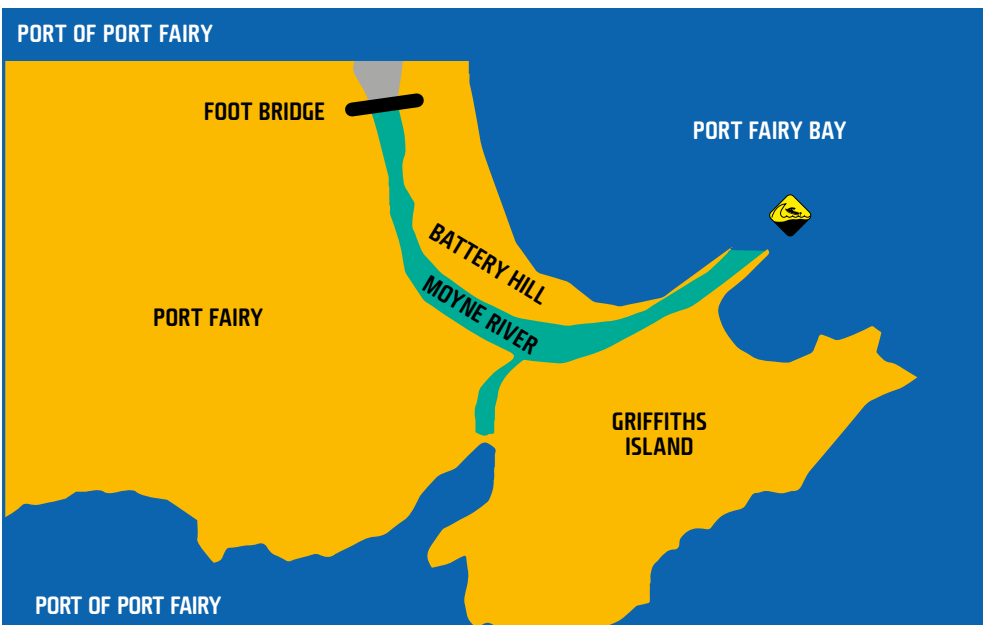 PORT OF PORT FAIRY
FOOT BRIDGE
PORT FAIRY BAY
BATTERY HILL
MOYNE RIVER
PORT FAIRY
GRIFFITHS
ISLAND
PORT OF PORT FAIRY